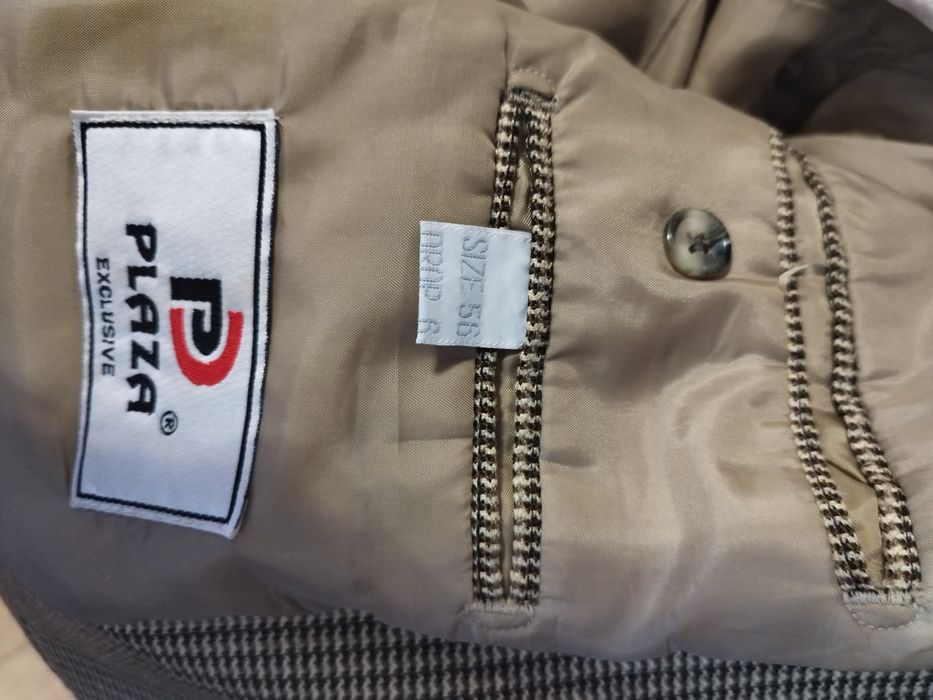 PLAZA®
EXCLUSIVE
SIZE 56
DROP 6